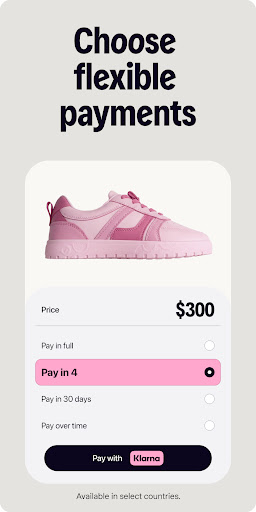 Choose
flexible
payments
Price $300
Pay in full
Pay in 4
Pay in 30 days
Pay over time
Pay with Klarna
Available in select countries.